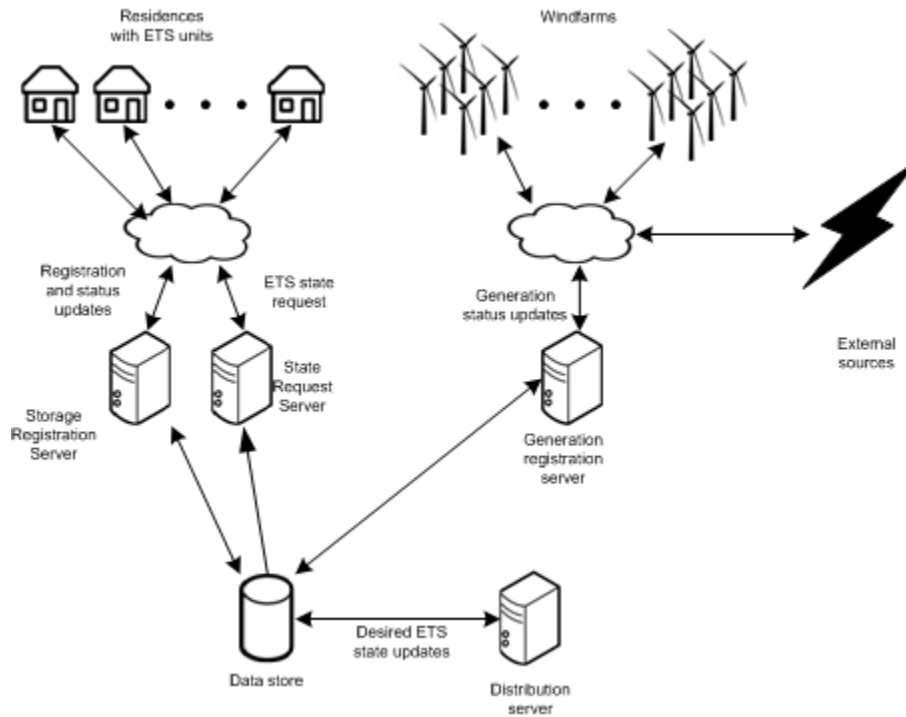 Residences
with ETS units
Windfarms
Registration
and status
updates
ETS state
request
Generation
status updates
External
sources
State
Request
Server
Storage
Registration
Server
Generation
registration
server
Desired ETS
state updates
Data store
Distribution
server